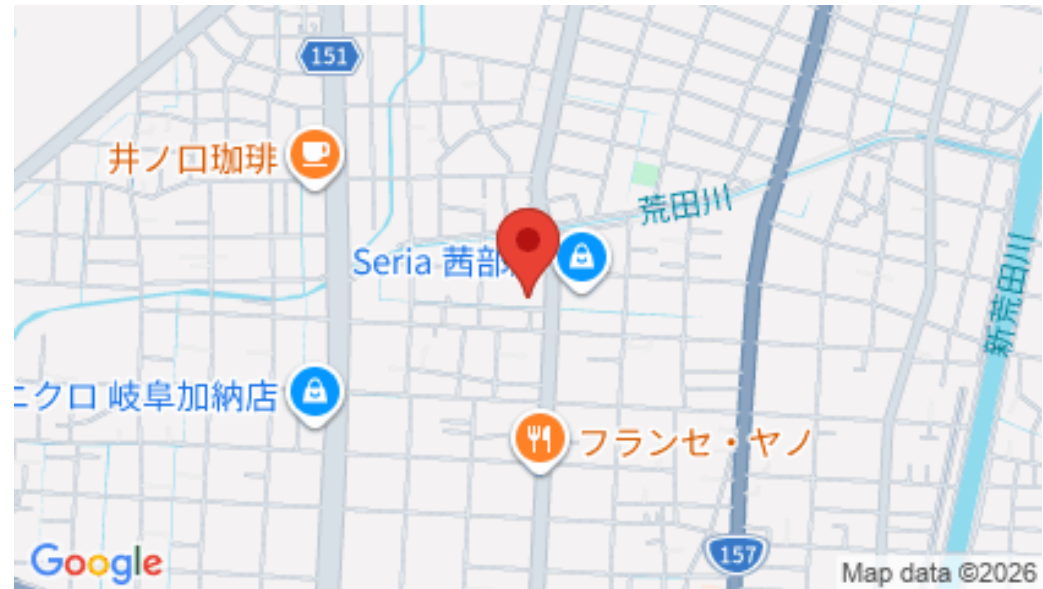 151
井ノ口珈琲
荒田川
Seria 茜部
新荒田川
ニクロ 岐阜加納店
フランセ・ヤノ
157
Google
Map data ©2026